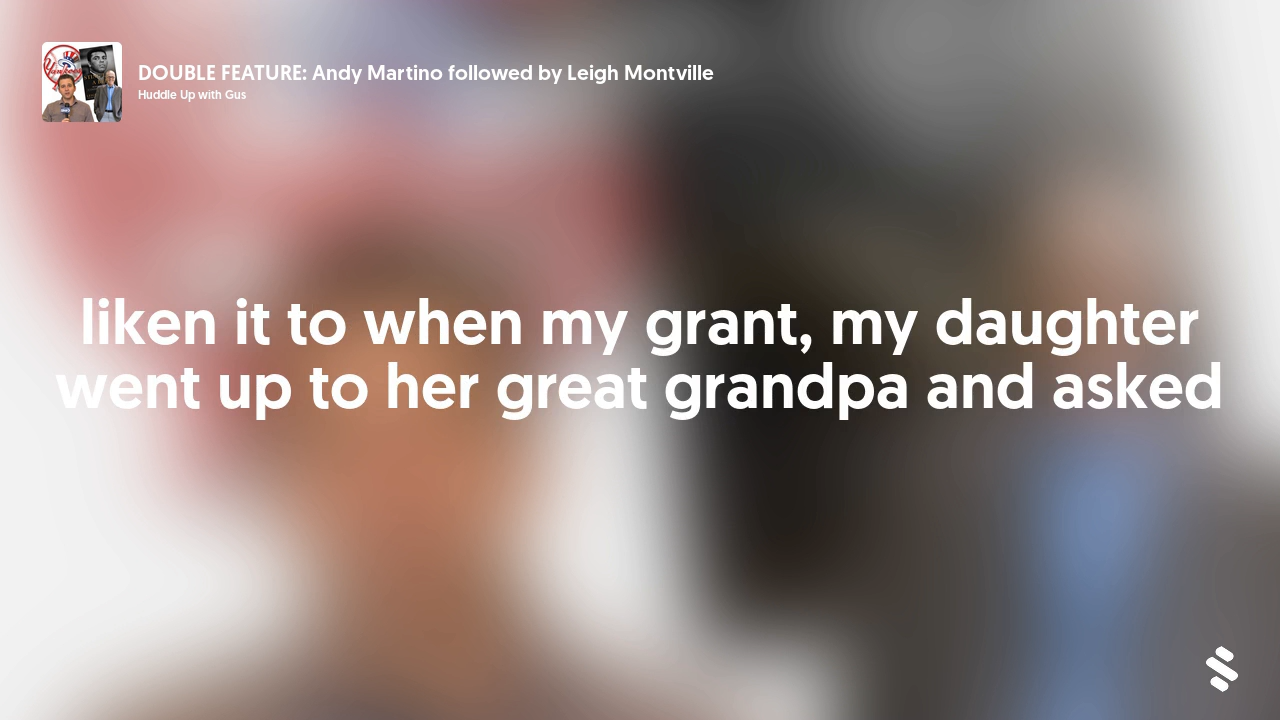 DOUBLE FEATURE: Andy Martino followed by Leigh Montville
Huddle Up with Gus
liken it to when my grant, my daughter
went up to her great grandpa and asked